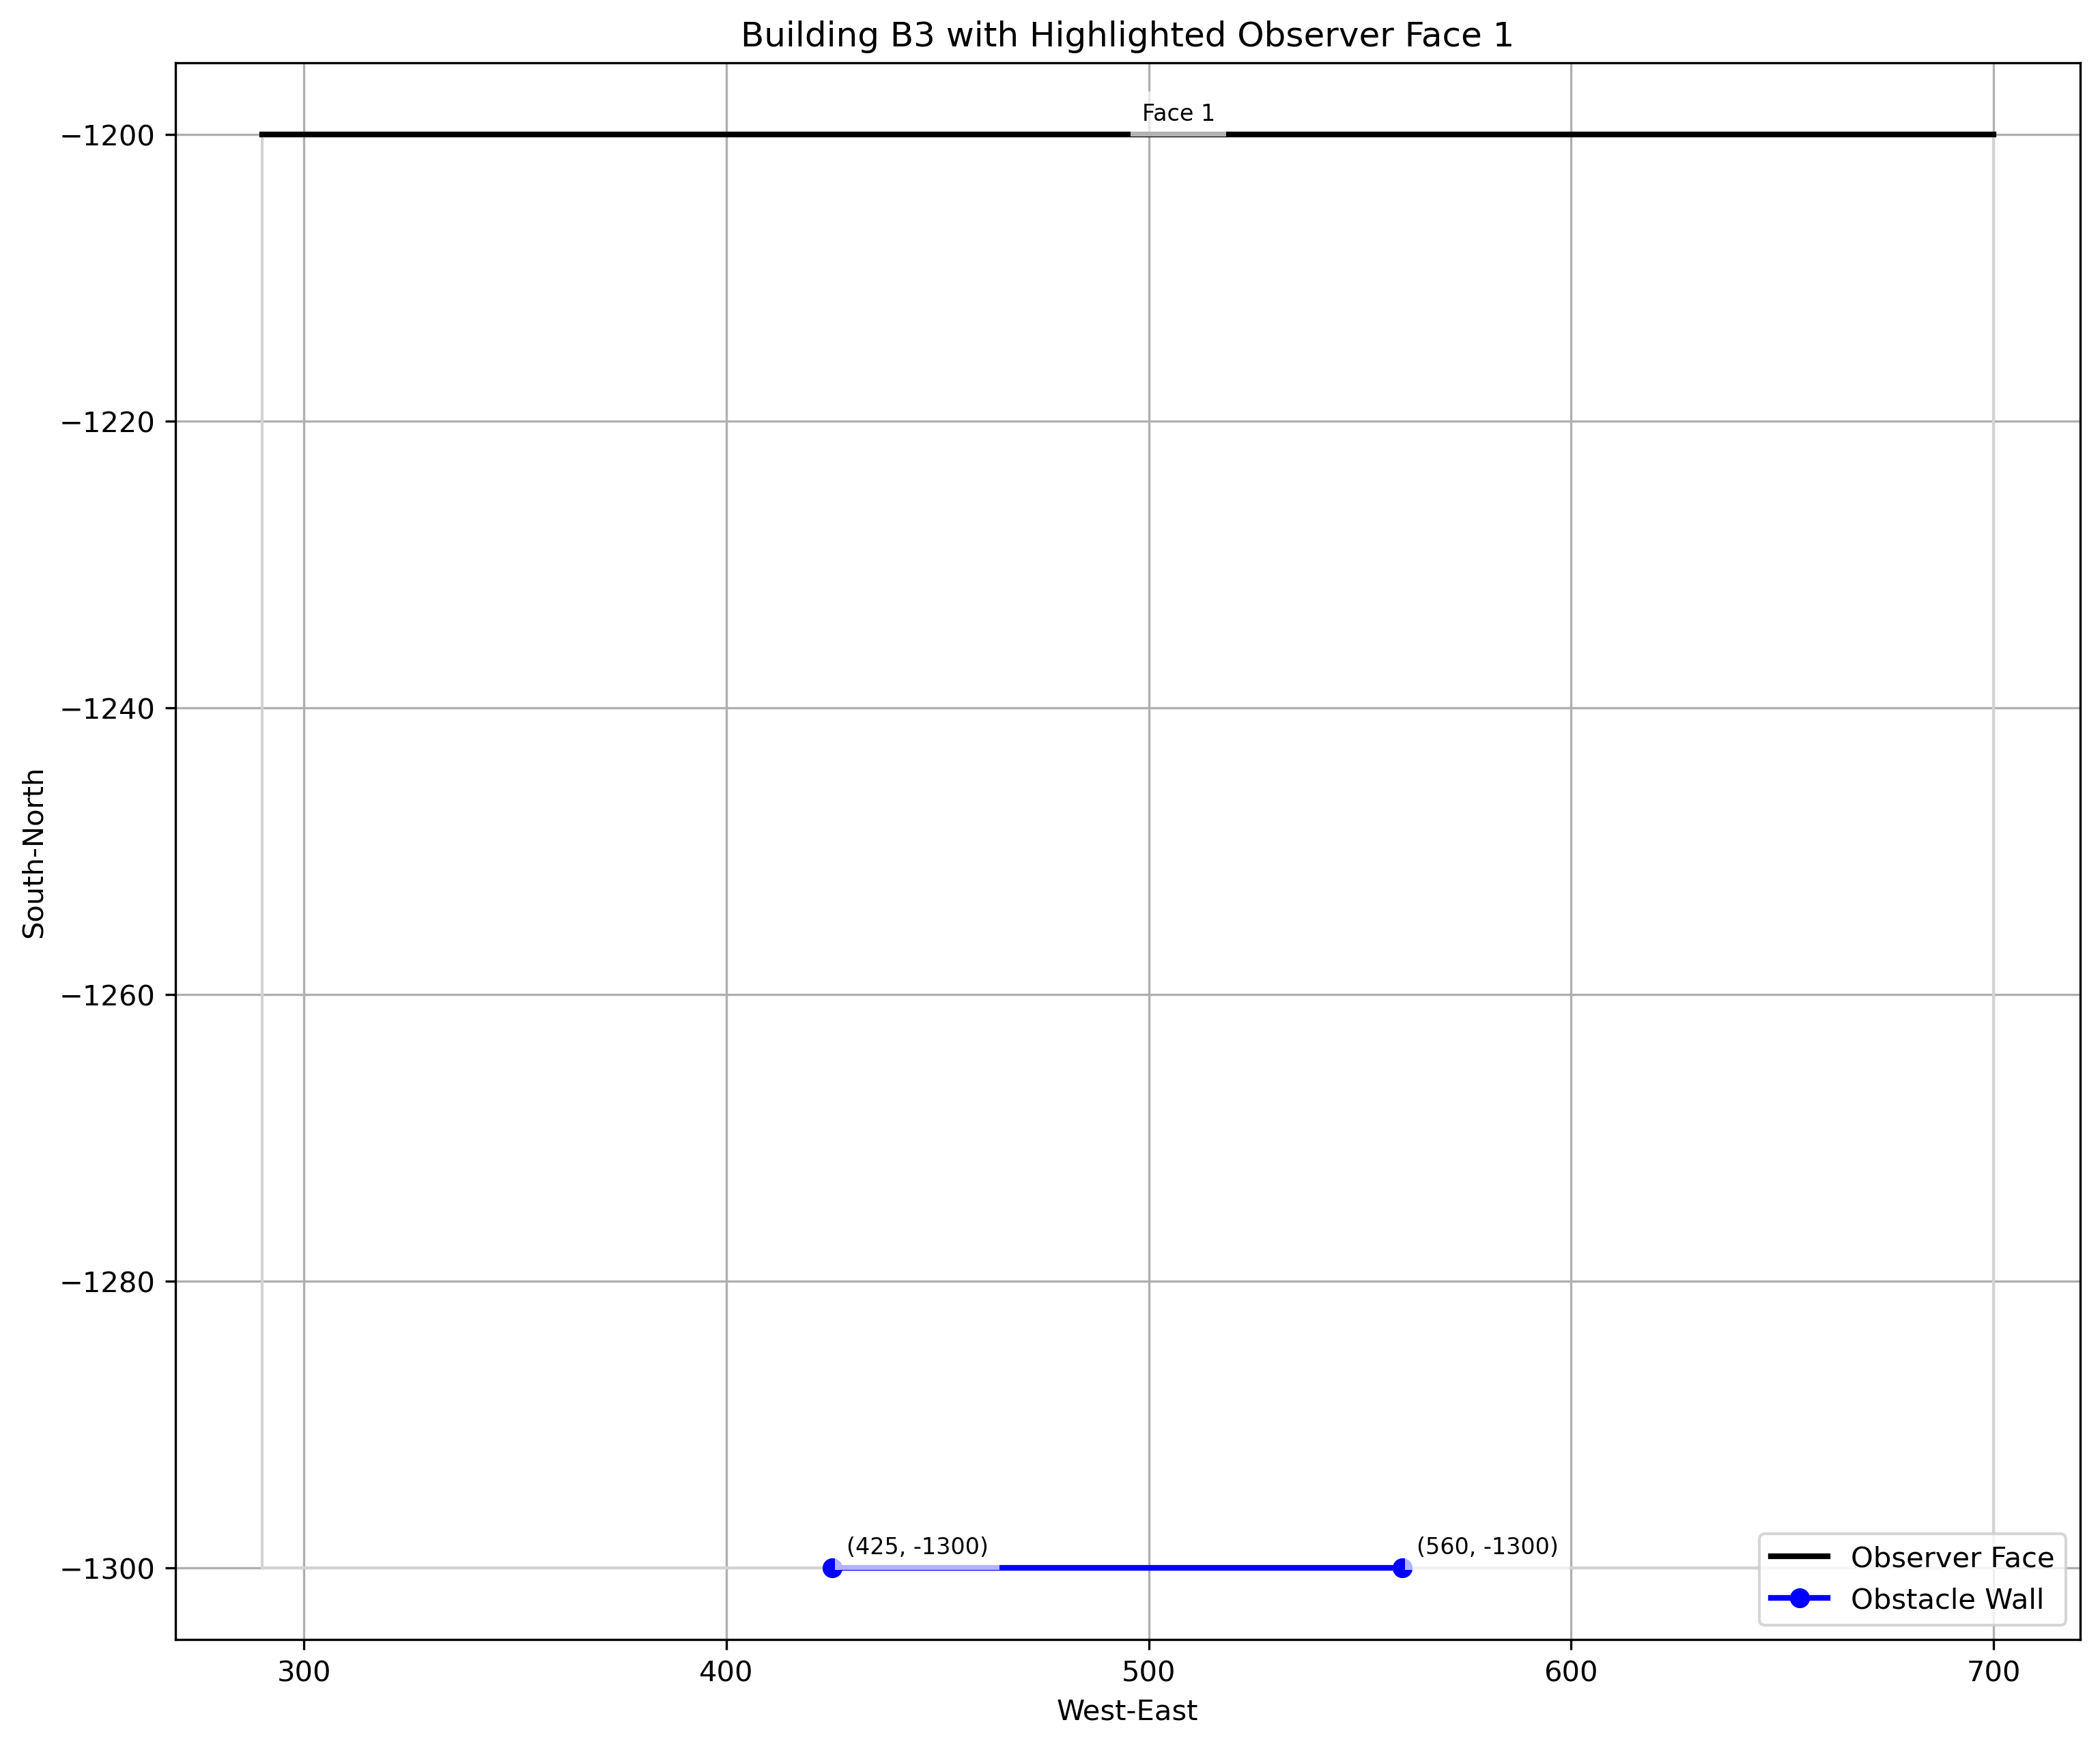 Building B3 with Highlighted Observer Face 1
Face 1
−1200
−1220
−1240
−1260
−1280
−1300
South-North
(425, -1300)
(560, -1300)
Observer Face
Obstacle Wall
300
400
500
600
700
West-East